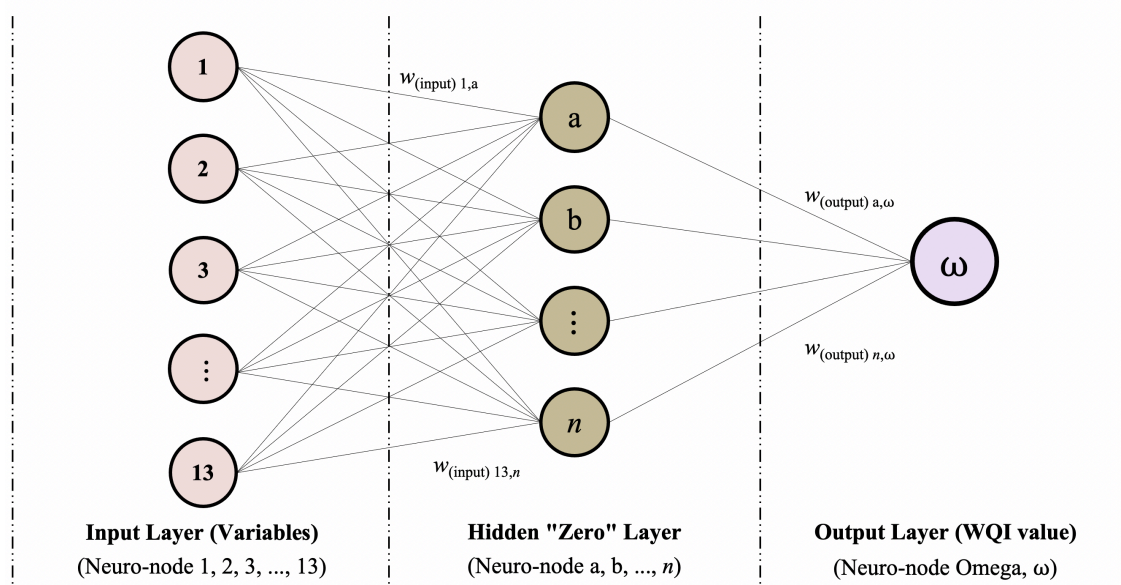 1
2
3
⋮
13
w(input) 1,a
w(input) 13,n
a
b
⋮
n
w(output) a,ω
w(output) n,ω
ω
Input Layer (Variables)
(Neuro-node 1, 2, 3, ..., 13)
Hidden "Zero" Layer
(Neuro-node a, b, ..., n)
Output Layer (WQI value)
(Neuro-node Omega, ω)